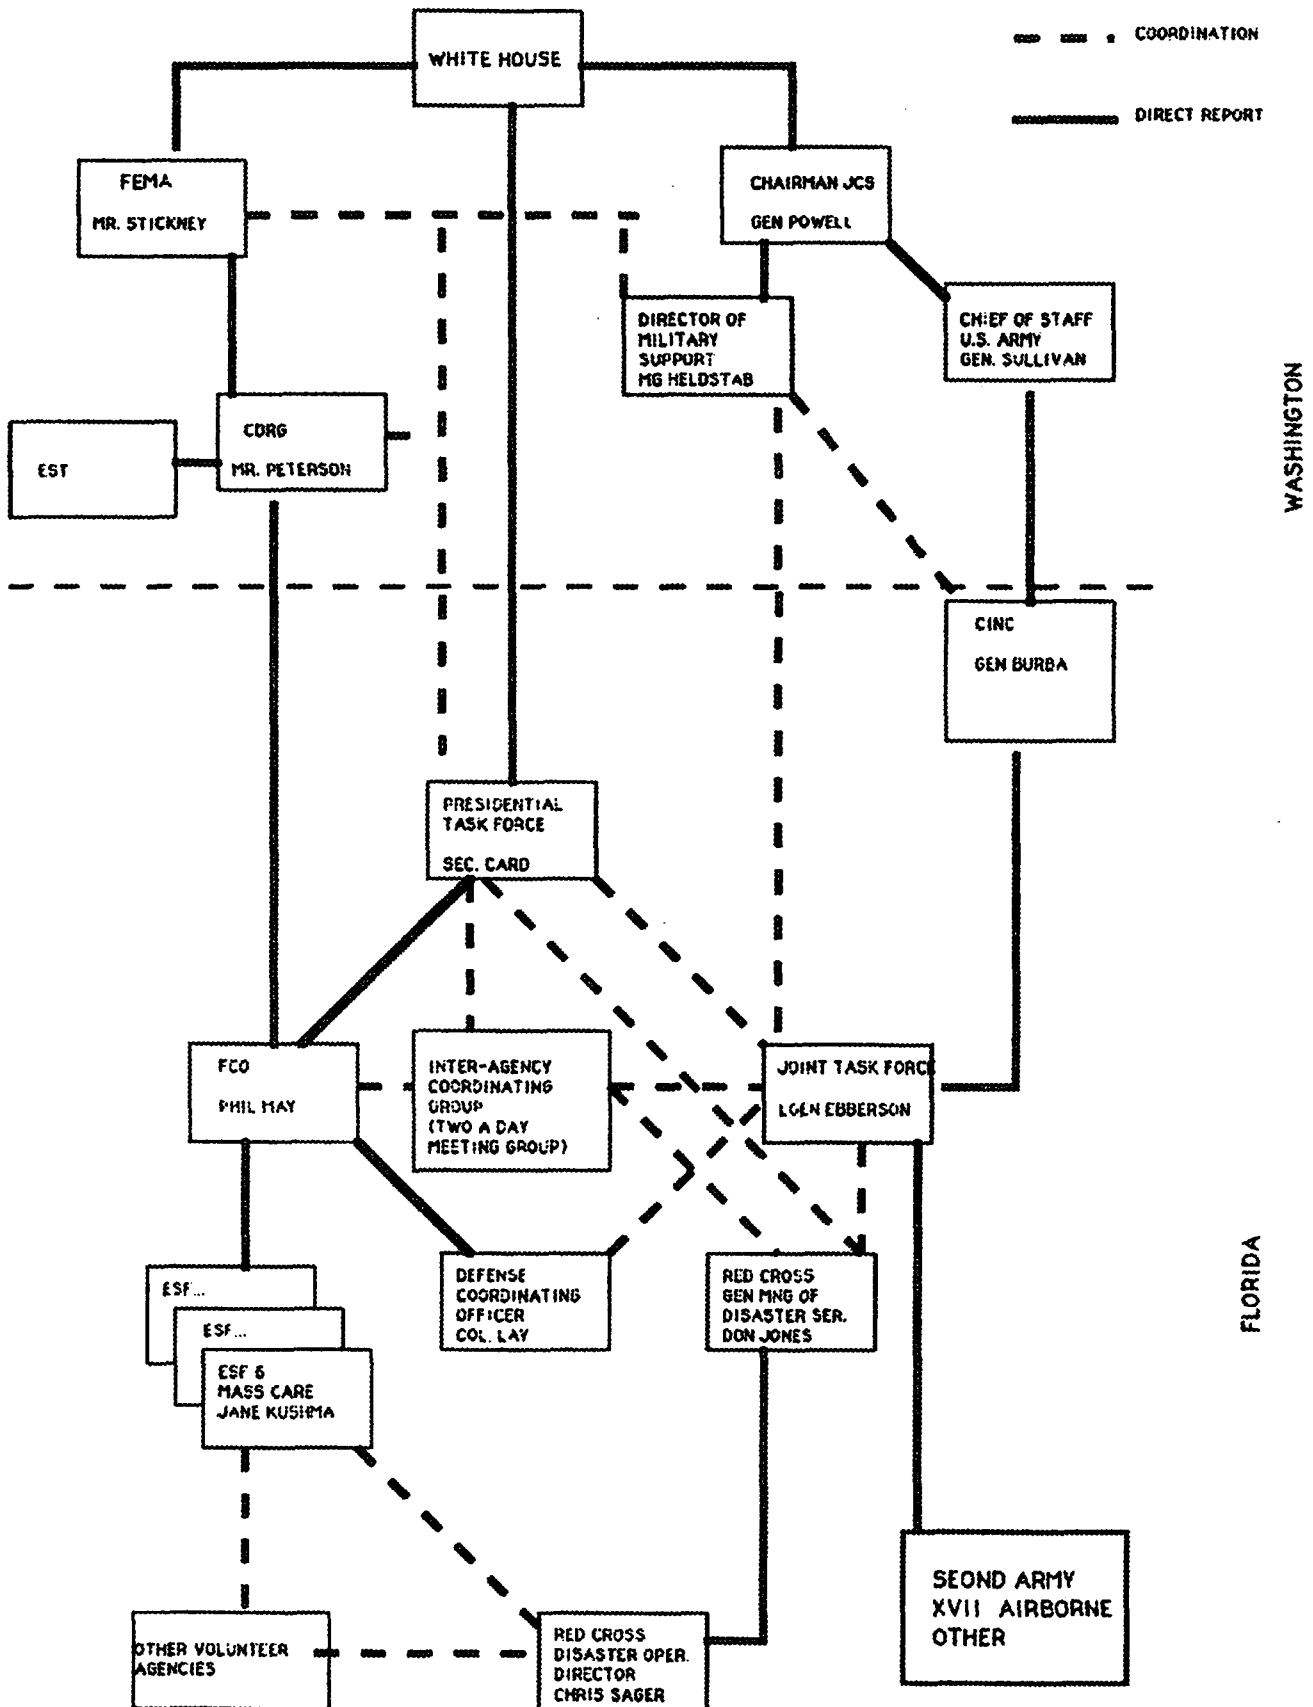 WHITE HOUSE
COORDINATION
DIRECT REPORT
FEMA
MR. STICKNEY
CHAIRMAN JCS
GEN POWELL
DIRECTOR OF
MILITARY
SUPPORT
MG HELDSTAB
CHIEF OF STAFF
U.S. ARMY
GEN. SULLIVAN
WASHINGTON
CDRG
MR. PETERSON
EST
CINC
GEN BURBA
PRESIDENTIAL
TASK FORCE
SEC. CARD
FCO
PHIL MAY
INTER-AGENCY
COORDINATING
GROUP
(TWO A DAY
MEETING GROUP)
JOINT TASK FORCE
LGEN EBBERSON
FLORIDA
ESF...
ESF...
ESF 6
MASS CARE
JANE KUSHMA
DEFENSE
COORDINATING
OFFICER
COL. LAY
RED CROSS
GEN MNG OF
DISASTER SER.
DON JONES
SEOND ARMY
XVII AIRBORNE
OTHER
OTHER VOLUNTEER
AGENCIES
RED CROSS
DISASTER OPER.
DIRECTOR
CHRIS SAGER